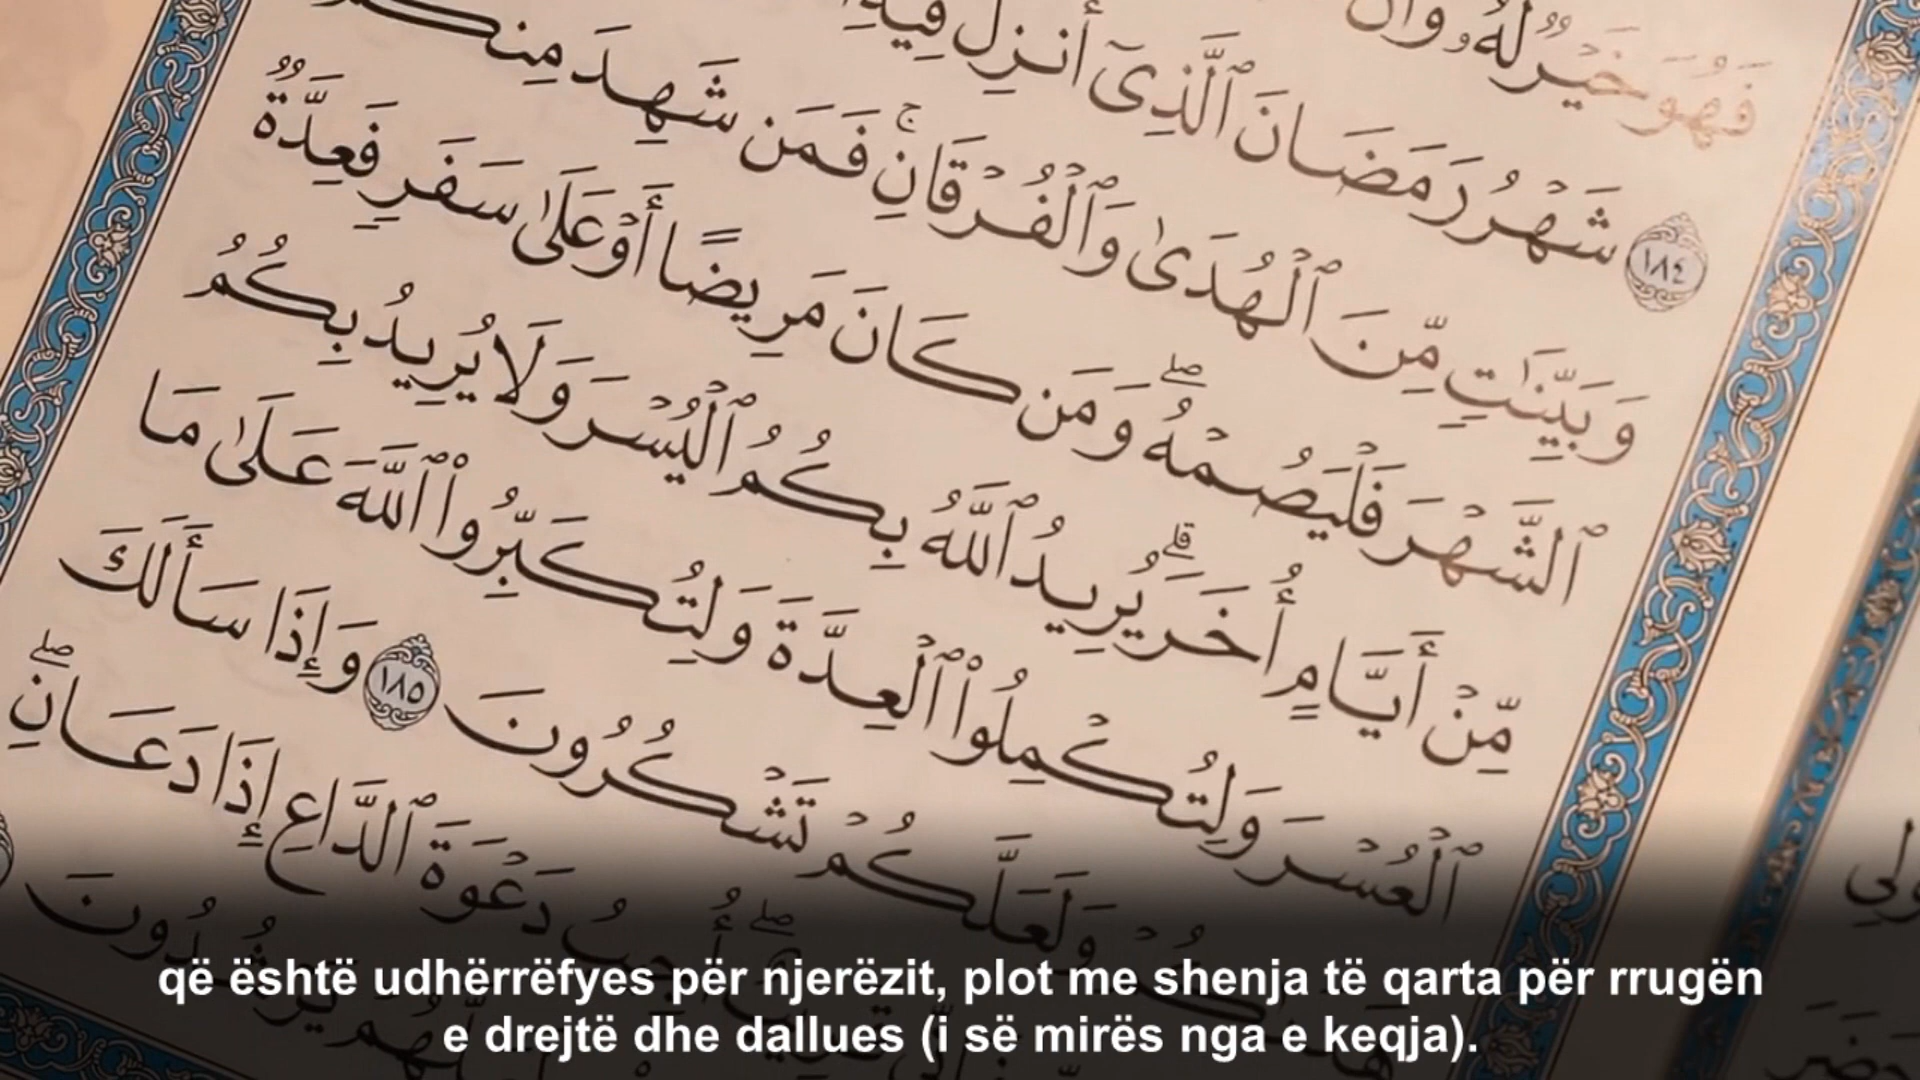 فَهُوَ خَيْرٌ لَّهُۥ وَأَن
١٨٤ شَهْرُ رَمَضَانَ ٱلَّذِىٓ أُنزِلَ فِيهِ
وَبَيِّنَٰتٍ مِّنَ ٱلْهُدَىٰ وَٱلْفُرْقَانِ ۚ فَمَن شَهِدَ مِنكُمُ
ٱلشَّهْرَ فَلْيَصُمْهُ ۖ وَمَن كَانَ مَرِيضًا أَوْ عَلَىٰ سَفَرٍ فَعِدَّةٌ
مِّنْ أَيَّامٍ أُخَرَ ۗ يُرِيدُ ٱللَّهُ بِكُمُ ٱلْيُسْرَ وَلَا يُرِيدُ بِكُمُ
ٱلْعُسْرَ وَلِتُكْمِلُوا۟ ٱلْعِدَّةَ وَلِتُكَبِّرُوا۟ ٱللَّهَ عَلَىٰ مَا
وَلَعَلَّكُمْ تَشْكُرُونَ ١٨٥ وَإِذَا سَأَلَكَ
أُجِيبُ دَعْوَةَ ٱلدَّاعِ إِذَا دَعَانِ ۖ
يَرْشُدُونَ
që është udhërrëfyes për njerëzit, plot me shenja të qarta për rrugën
e drejtë dhe dallues (i së mirës nga e keqja).